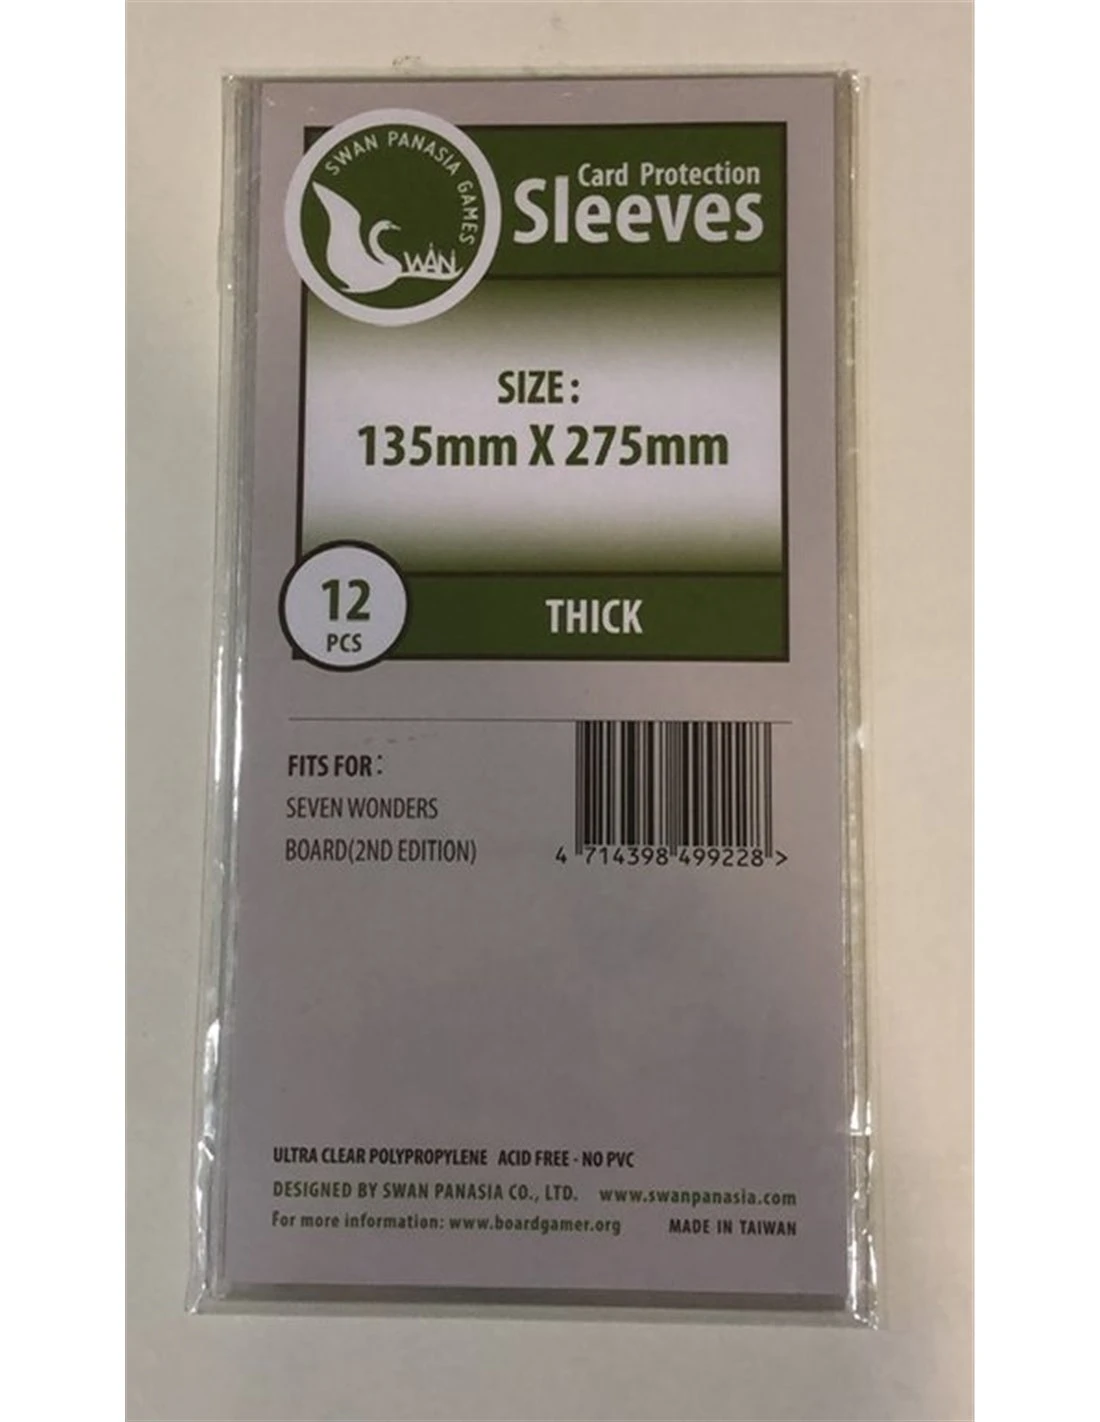 SWAN PANASIA GAMES
SWAN
Card Protection
Sleeves
SIZE :
135mm X 275mm
12
PCS
THICK
FITS FOR :
SEVEN WONDERS
BOARD(2ND EDITION)
4 714398 499228 >
ULTRA CLEAR POLYPROPYLENE ACID FREE - NO PVC
DESIGNED BY SWAN PANASIA CO., LTD. www.swanpanasia.com
For more information: www.boardgamer.org MADE IN TAIWAN